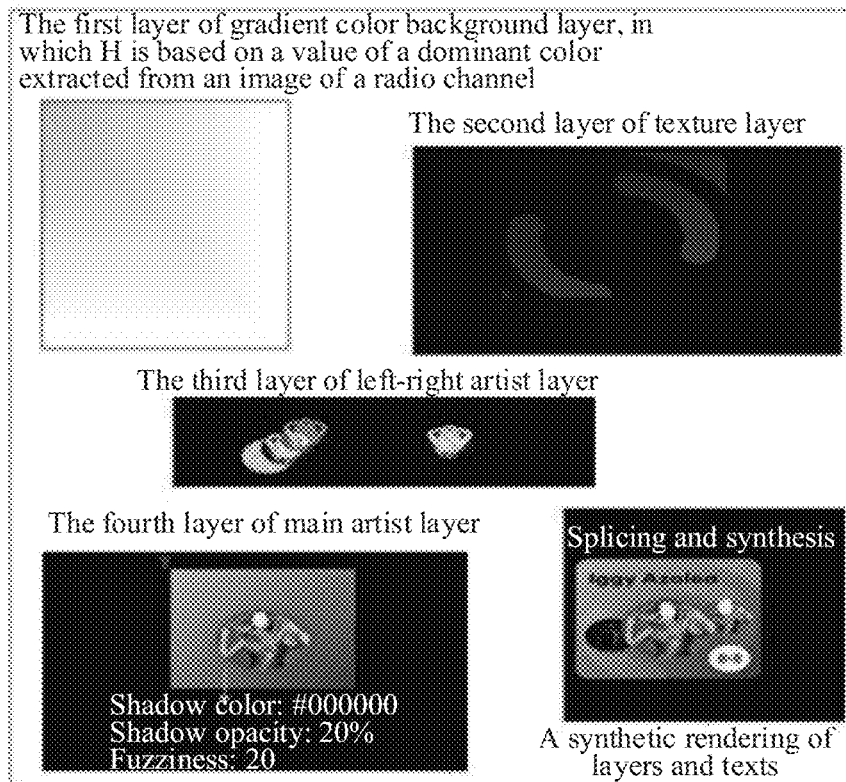 The first layer of gradient color background layer, in
which H is based on a value of a dominant color
extracted from an image of a radio channel
The second layer of texture layer
The third layer of left-right artist layer
The fourth layer of main artist layer
Shadow color: #000000
Shadow opacity: 20%
Fuzziness: 20
Splicing and synthesis
Iggy Azalea
A synthetic rendering of
layers and texts